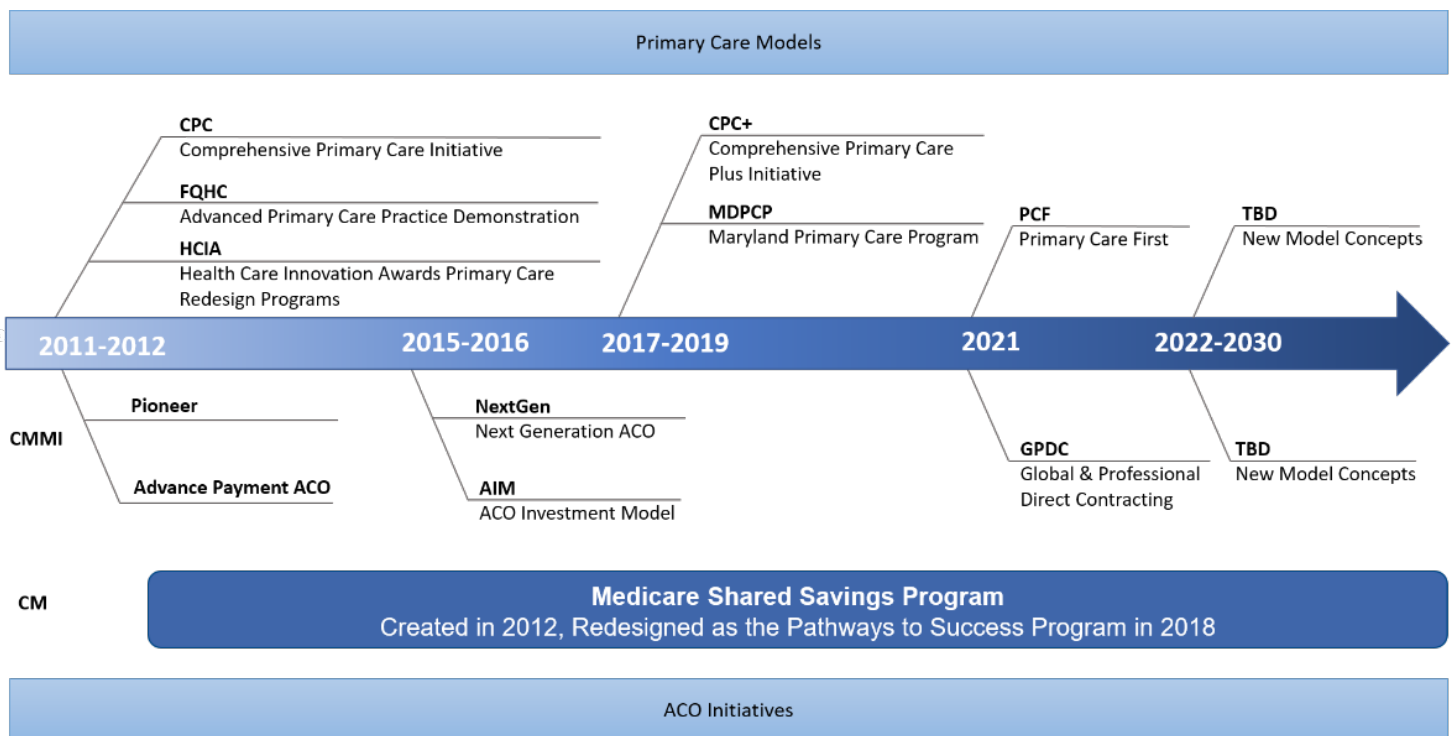 Primary Care Models
CPC
Comprehensive Primary Care Initiative
FQHC
Advanced Primary Care Practice Demonstration
HCIA
Health Care Innovation Awards Primary Care
Redesign Programs
CPC+
Comprehensive Primary Care
Plus Initiative
MDPCP
Maryland Primary Care Program
PCF
Primary Care First
TBD
New Model Concepts
2011-2012
2015-2016
2017-2019
2021
2022-2030
CMMI
Pioneer
Advance Payment ACO
NextGen
Next Generation ACO
AIM
ACO Investment Model
GPDC
Global & Professional
Direct Contracting
TBD
New Model Concepts
CM
Medicare Shared Savings Program
Created in 2012, Redesigned as the Pathways to Success Program in 2018
ACO Initiatives